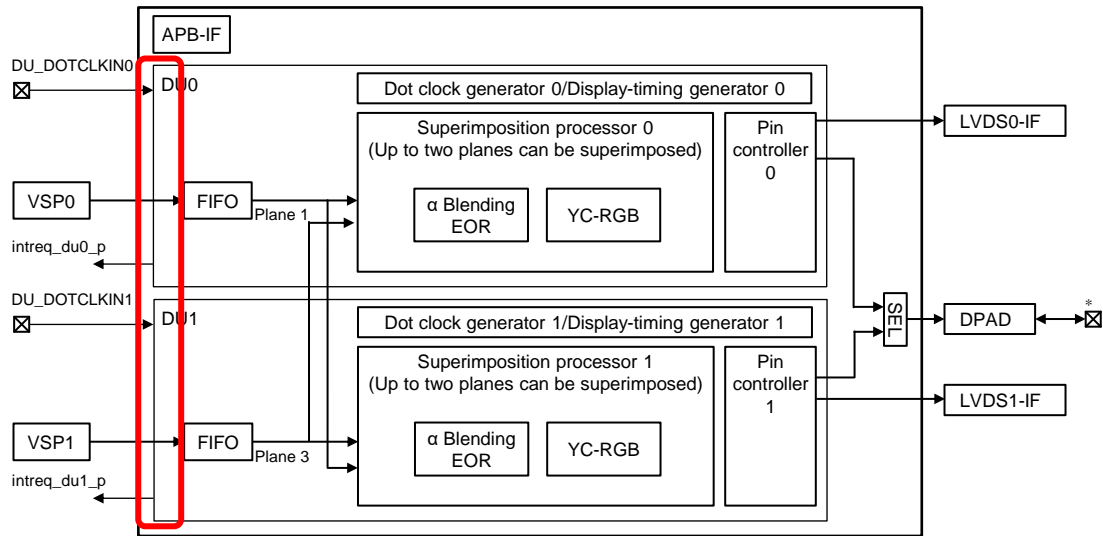 APB-IF
DU_DOTCLKIN0
DU0
Dot clock generator 0/Display-timing generator 0
Superimposition processor 0
(Up to two planes can be superimposed)
Pin
controller
0
LVDS0-IF
VSP0
FIFO
Plane 1
α Blending
EOR
YC-RGB
intreq_du0_p
DU_DOTCLKIN1
DU1
Dot clock generator 1/Display-timing generator 1
SEL
DPAD
*
Superimposition processor 1
(Up to two planes can be superimposed)
Pin
controller
1
LVDS1-IF
VSP1
FIFO
Plane 3
α Blending
EOR
YC-RGB
intreq_du1_p